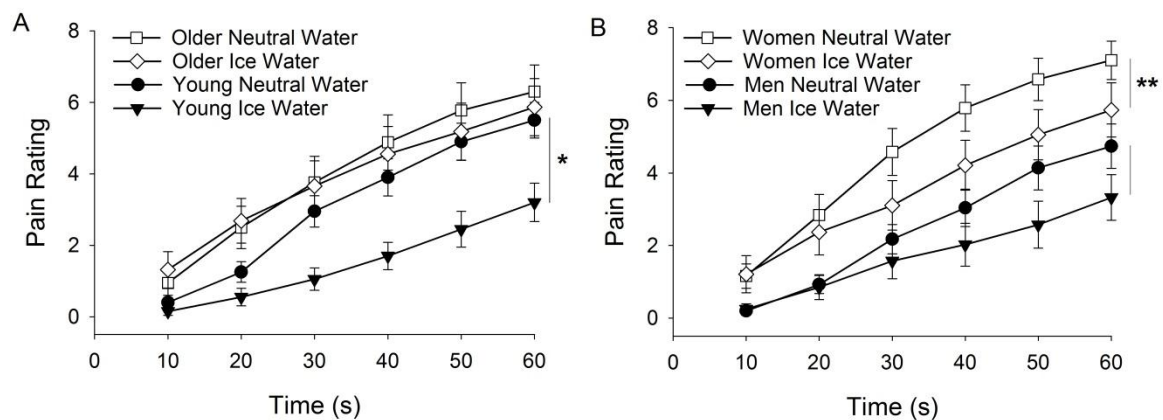 A
Pain Rating
8
6
4
2
0
Older Neutral Water
Older Ice Water
Young Neutral Water
Young Ice Water
*
0 10 20 30 40 50 60
Time (s)
B
Pain Rating
8
6
4
2
0
Women Neutral Water
Women Ice Water
Men Neutral Water
Men Ice Water
**
0 10 20 30 40 50 60
Time (s)